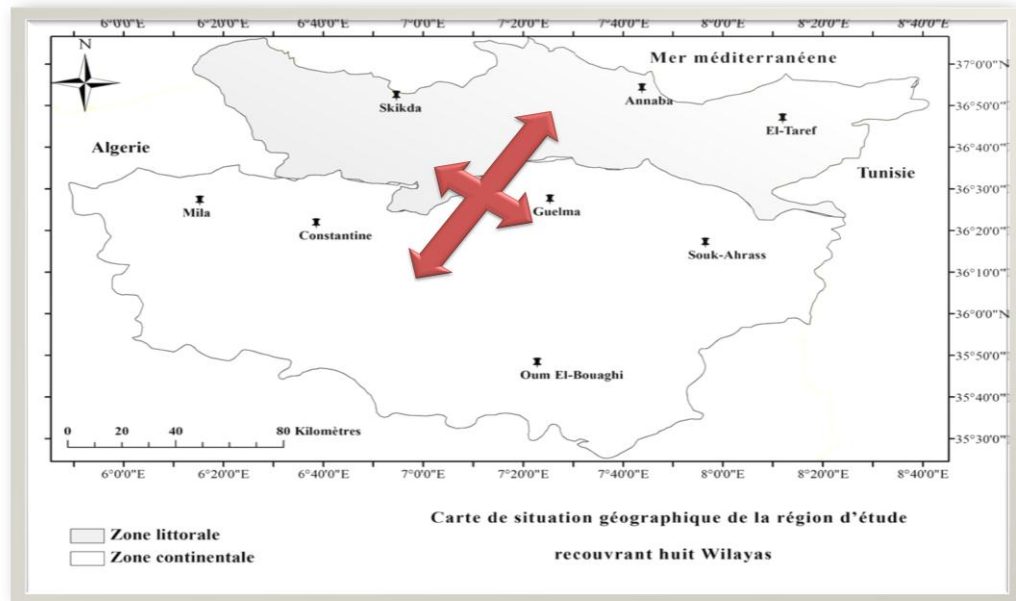 6°0'0"E 6°20'0"E 6°40'0"E 7°0'0"E 7°20'0"E 7°40'0"E 8°0'0"E 8°20'0"E 8°40'0"E
N
Mer méditerranéene
37°0'0"N
Skikda
Annaba
36°50'0"N
El-Taref
Algerie
36°40'0"N
Tunisie
36°30'0"N
Mila
Guelma
Constantine
36°20'0"N
Souk-Ahrass
36°10'0"N
36°0'0"N
35°50'0"N
Oum El-Bouaghi
35°40'0"N
0 20 40 80 Kilomètres
35°30'0"N
6°0'0"E 6°20'0"E 6°40'0"E 7°0'0"E 7°20'0"E 7°40'0"E 8°0'0"E 8°20'0"E 8°40'0"E
Carte de situation géographique de la région d'étude
recouvrant huit Wilayas
Zone littorale
Zone continentale